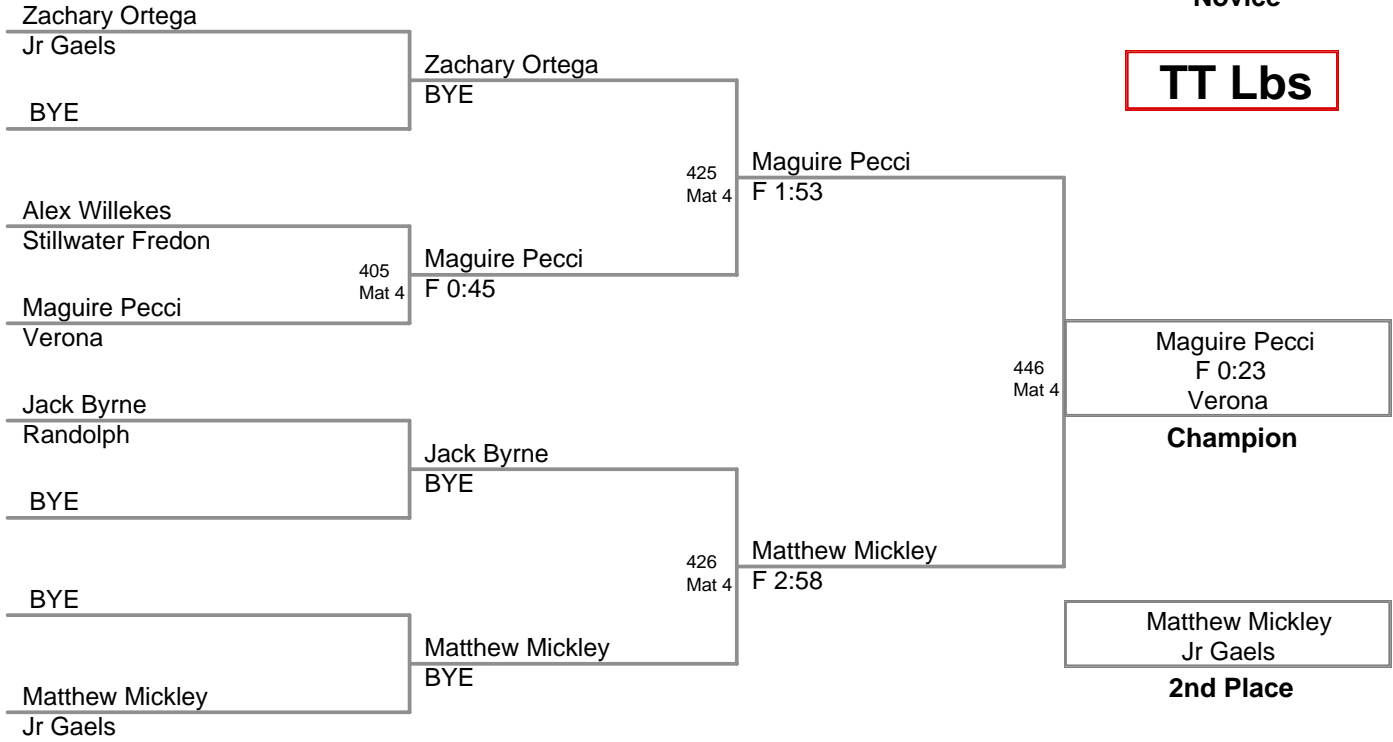 Novice
TT Lbs
Zachary Ortega
Jr Gaels
BYE
Alex Willekes
Stillwater Fredon
Maguire Pecci
Verona
Jack Byrne
Randolph
BYE
BYE
Matthew Mickley
Jr Gaels
Zachary Ortega
BYE
405
Mat 4
Maguire Pecci
F 0:45
Jack Byrne
BYE
Matthew Mickley
BYE
425
Mat 4
Maguire Pecci
F 1:53
426
Mat 4
Matthew Mickley
F 2:58
446
Mat 4
Maguire Pecci
F 0:23
Verona
Champion
Matthew Mickley
Jr Gaels
2nd Place